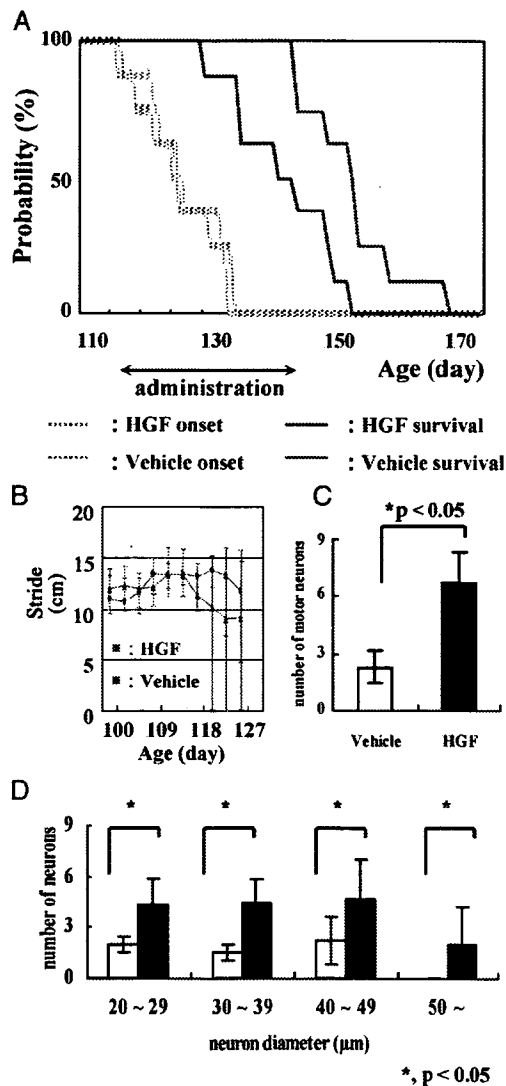 A
Probability (%)
100
50
0
110 130 150 170
Age (day)
administration
: HGF onset : HGF survival
: Vehicle onset : Vehicle survival
B
Stride
(cm)
20
15
10
5
0
: HGF
: Vehicle
100 109 118 127
Age (day)
C
*p < 0.05
number of motor neurons
9
6
3
0
Vehicle HGF
D
* * * *
number of neurons
9
6
3
0
20 ~ 29 30 ~ 39 40 ~ 49 50 ~
neuron diameter (µm)
*, p < 0.05